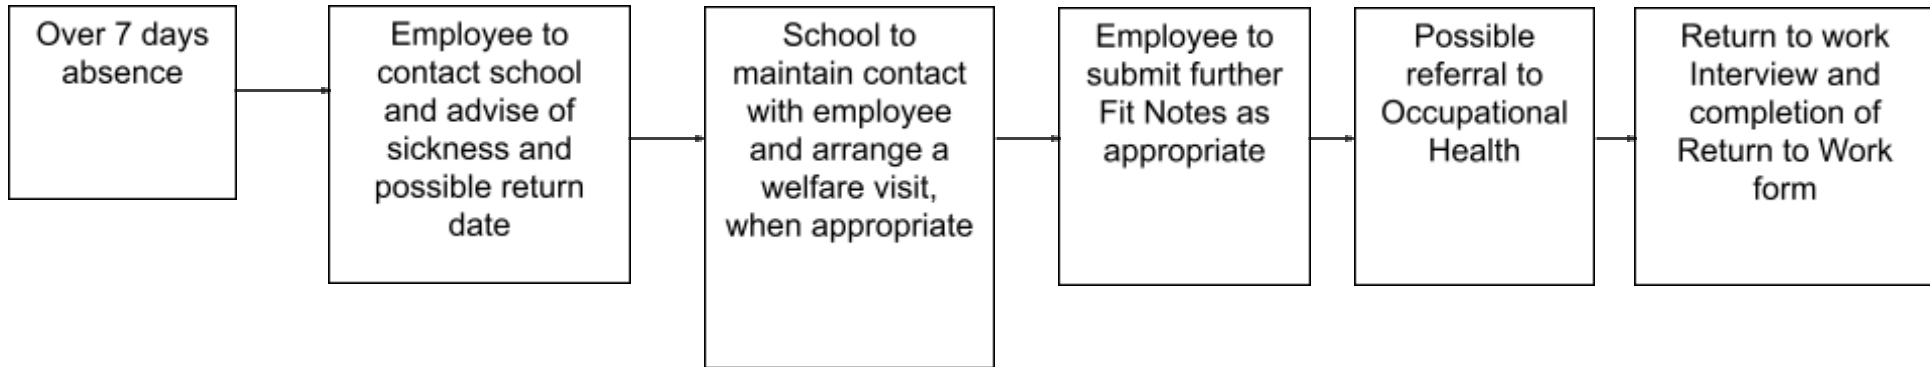 Over 7 days
absence
Employee to
contact school
and advise of
sickness and
possible return
date
School to
maintain contact
with employee
and arrange a
welfare visit,
when appropriate
Employee to
submit further
Fit Notes as
appropriate
Possible
referral to
Occupational
Health
Return to work
Interview and
completion of
Return to Work
form